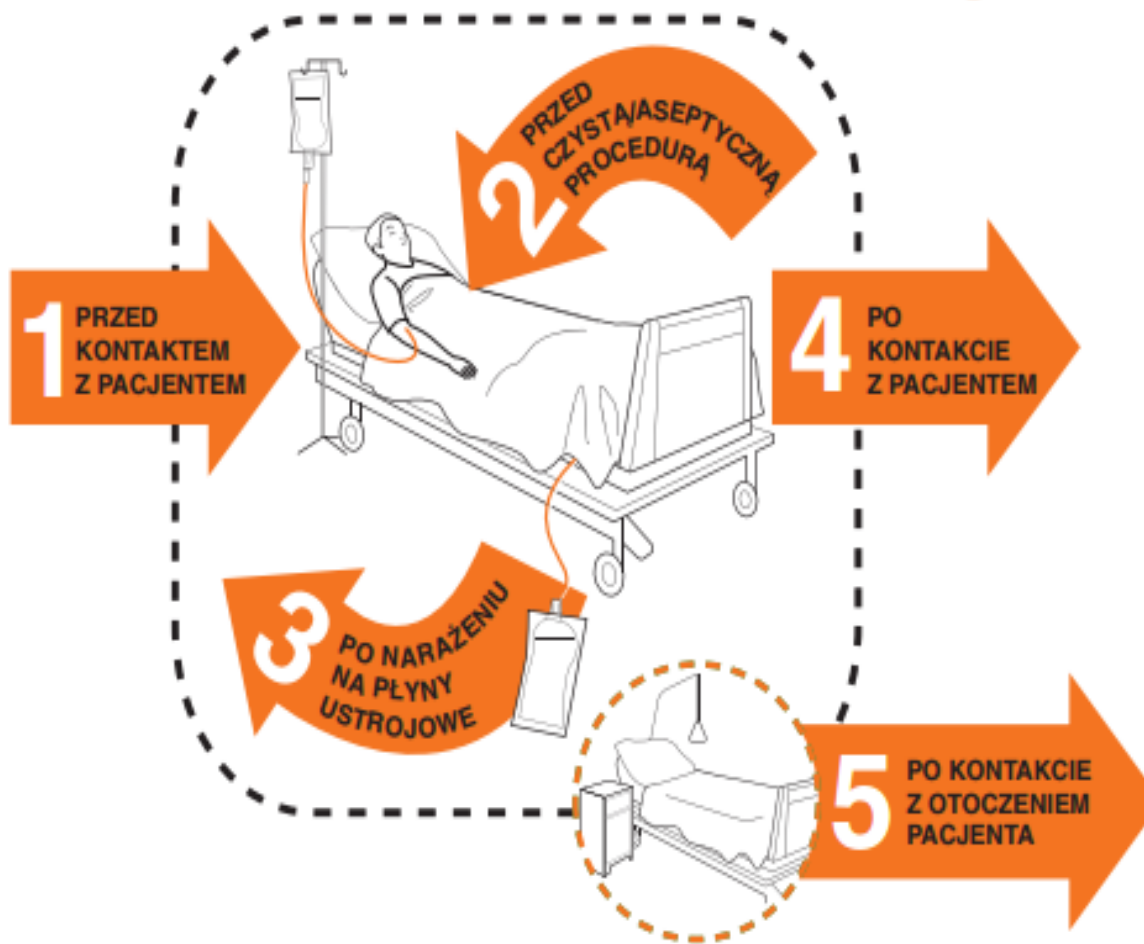 1
PRZED
KONTAKTEM
Z PACJENTEM
2
PRZED
CZYSTĄ/ASEPTYCZNĄ
PROCEDURĄ
3
PO NARAŻENIU
NA PŁYNY
USTROJOWE
4
PO
KONTAKCIE
Z PACJENTEM
5
PO KONTAKCIE
Z OTOCZENIEM
PACJENTA